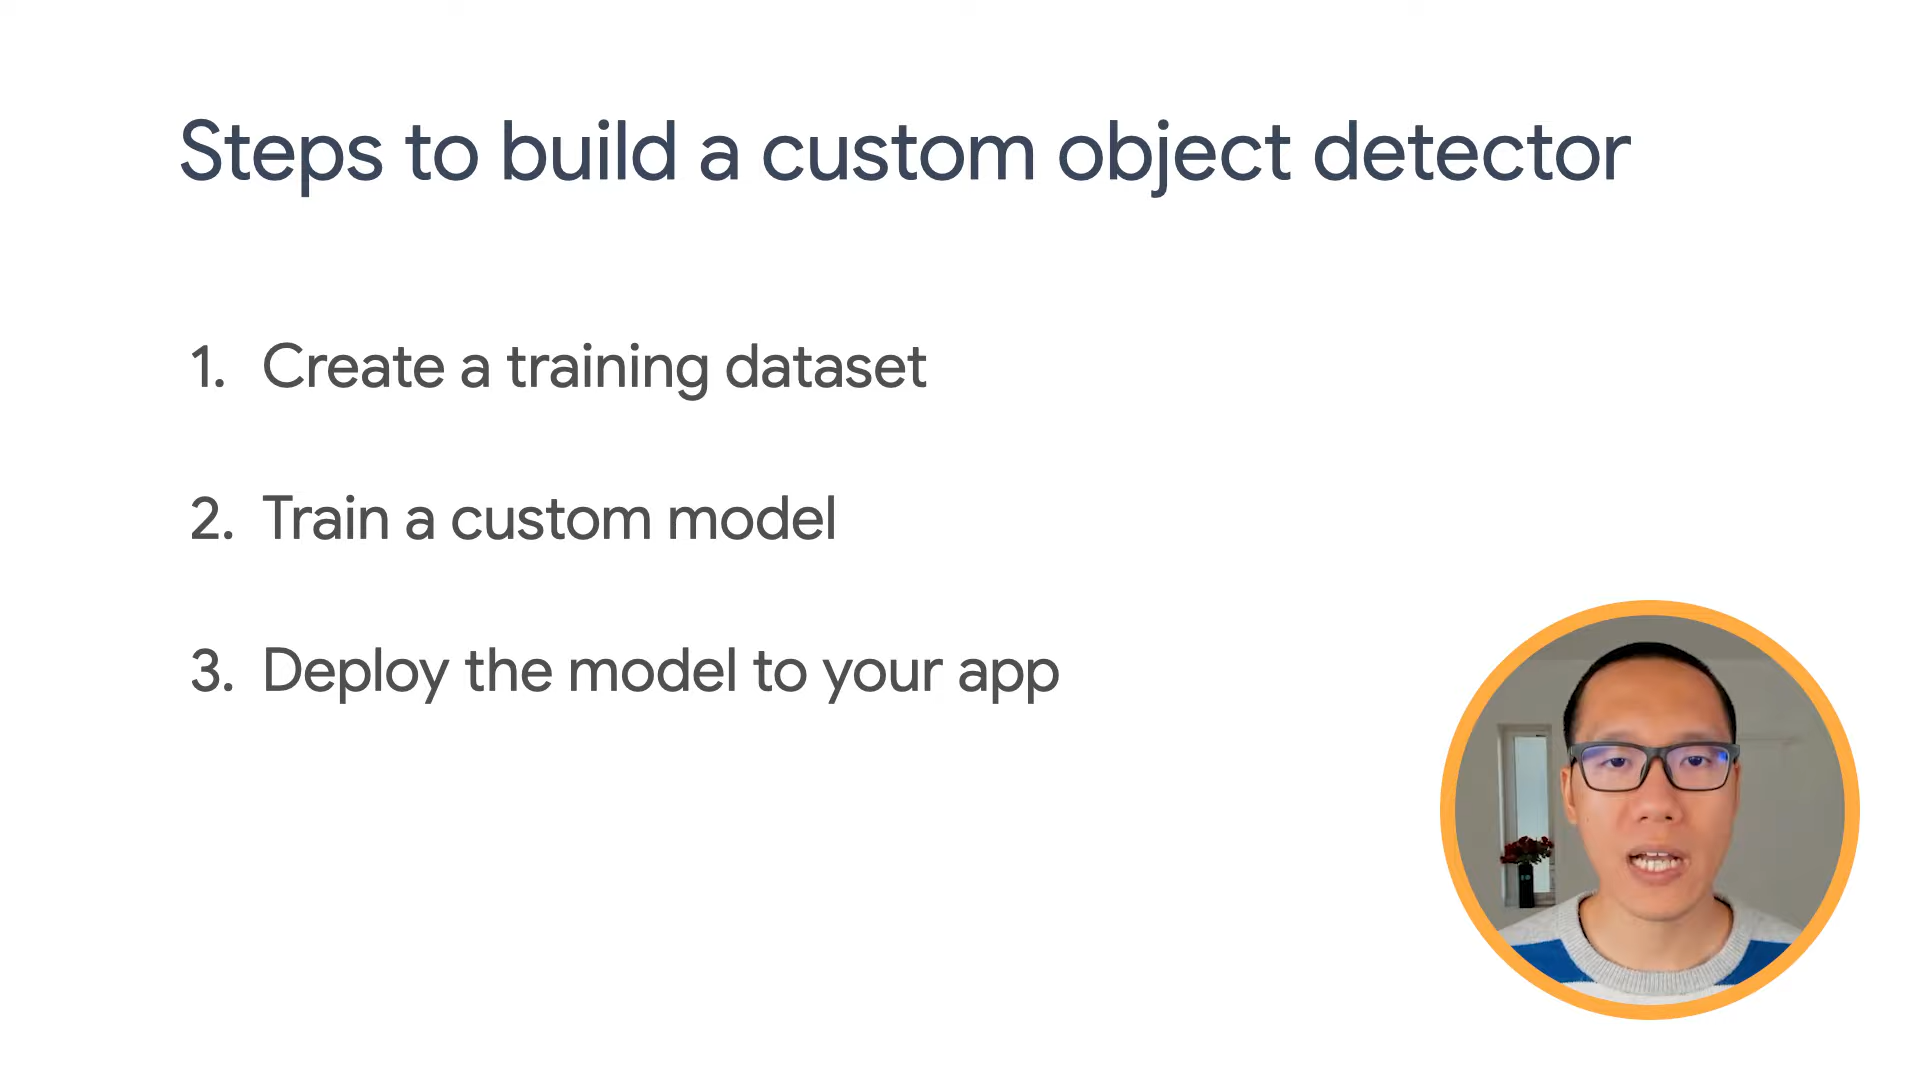 Steps to build a custom object detector
1. Create a training dataset
2. Train a custom model
3. Deploy the model to your app